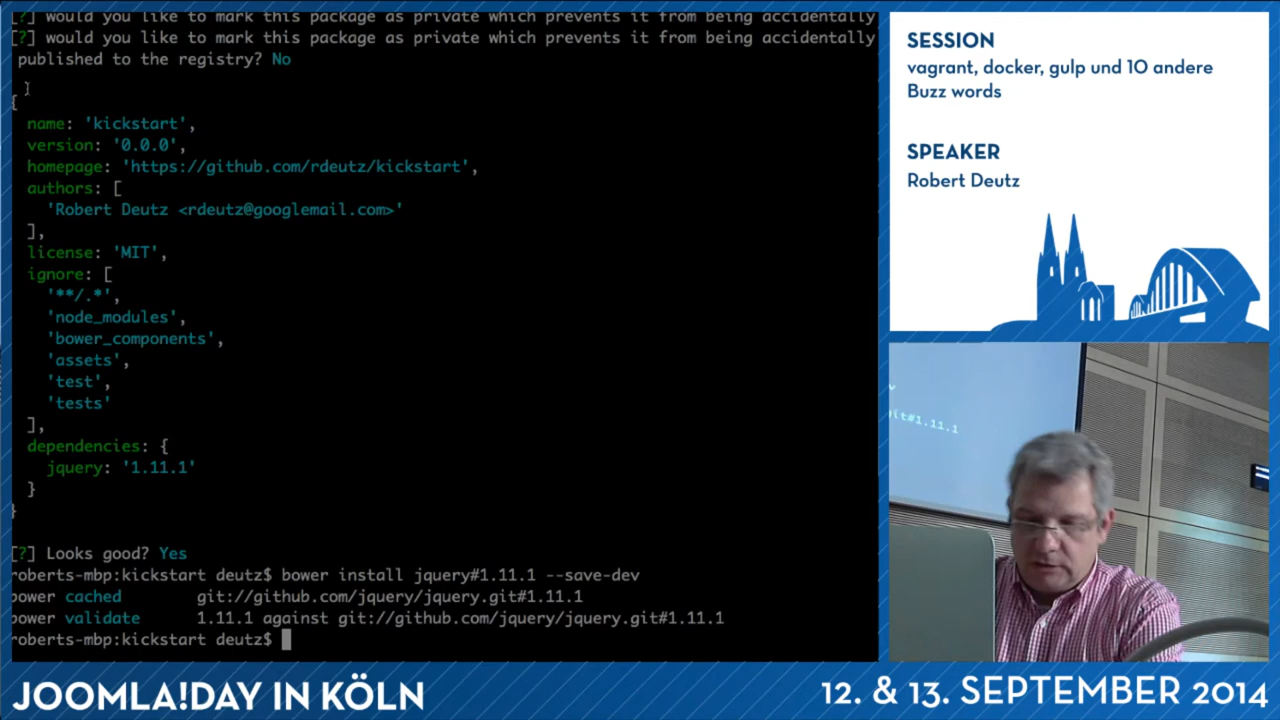 [?] would you like to mark this package as private which prevents it from being accidentally
[?] would you like to mark this package as private which prevents it from being accidentally
published to the registry? No
{
name: 'kickstart',
version: '0.0.0',
homepage: 'https://github.com/rdeutz/kickstart',
authors: [
'Robert Deutz <rdeutz@googlemail.com>'
],
license: 'MIT',
ignore: [
'**/.*',
'node_modules',
'bower_components',
'assets',
'test',
'tests'
],
dependencies: {
jquery: '1.11.1'
}
}
[?] Looks good? Yes
roberts-mbp:kickstart deutz$ bower install jquery#1.11.1 --save-dev
bower cached git://github.com/jquery/jquery.git#1.11.1
bower validate 1.11.1 against git://github.com/jquery/jquery.git#1.11.1
roberts-mbp:kickstart deutz$
SESSION
vagrant, docker, gulp und 10 andere
Buzz words
SPEAKER
Robert Deutz
git#1.11.1
JOOMLA!DAY IN KÖLN
12. & 13. SEPTEMBER 2014